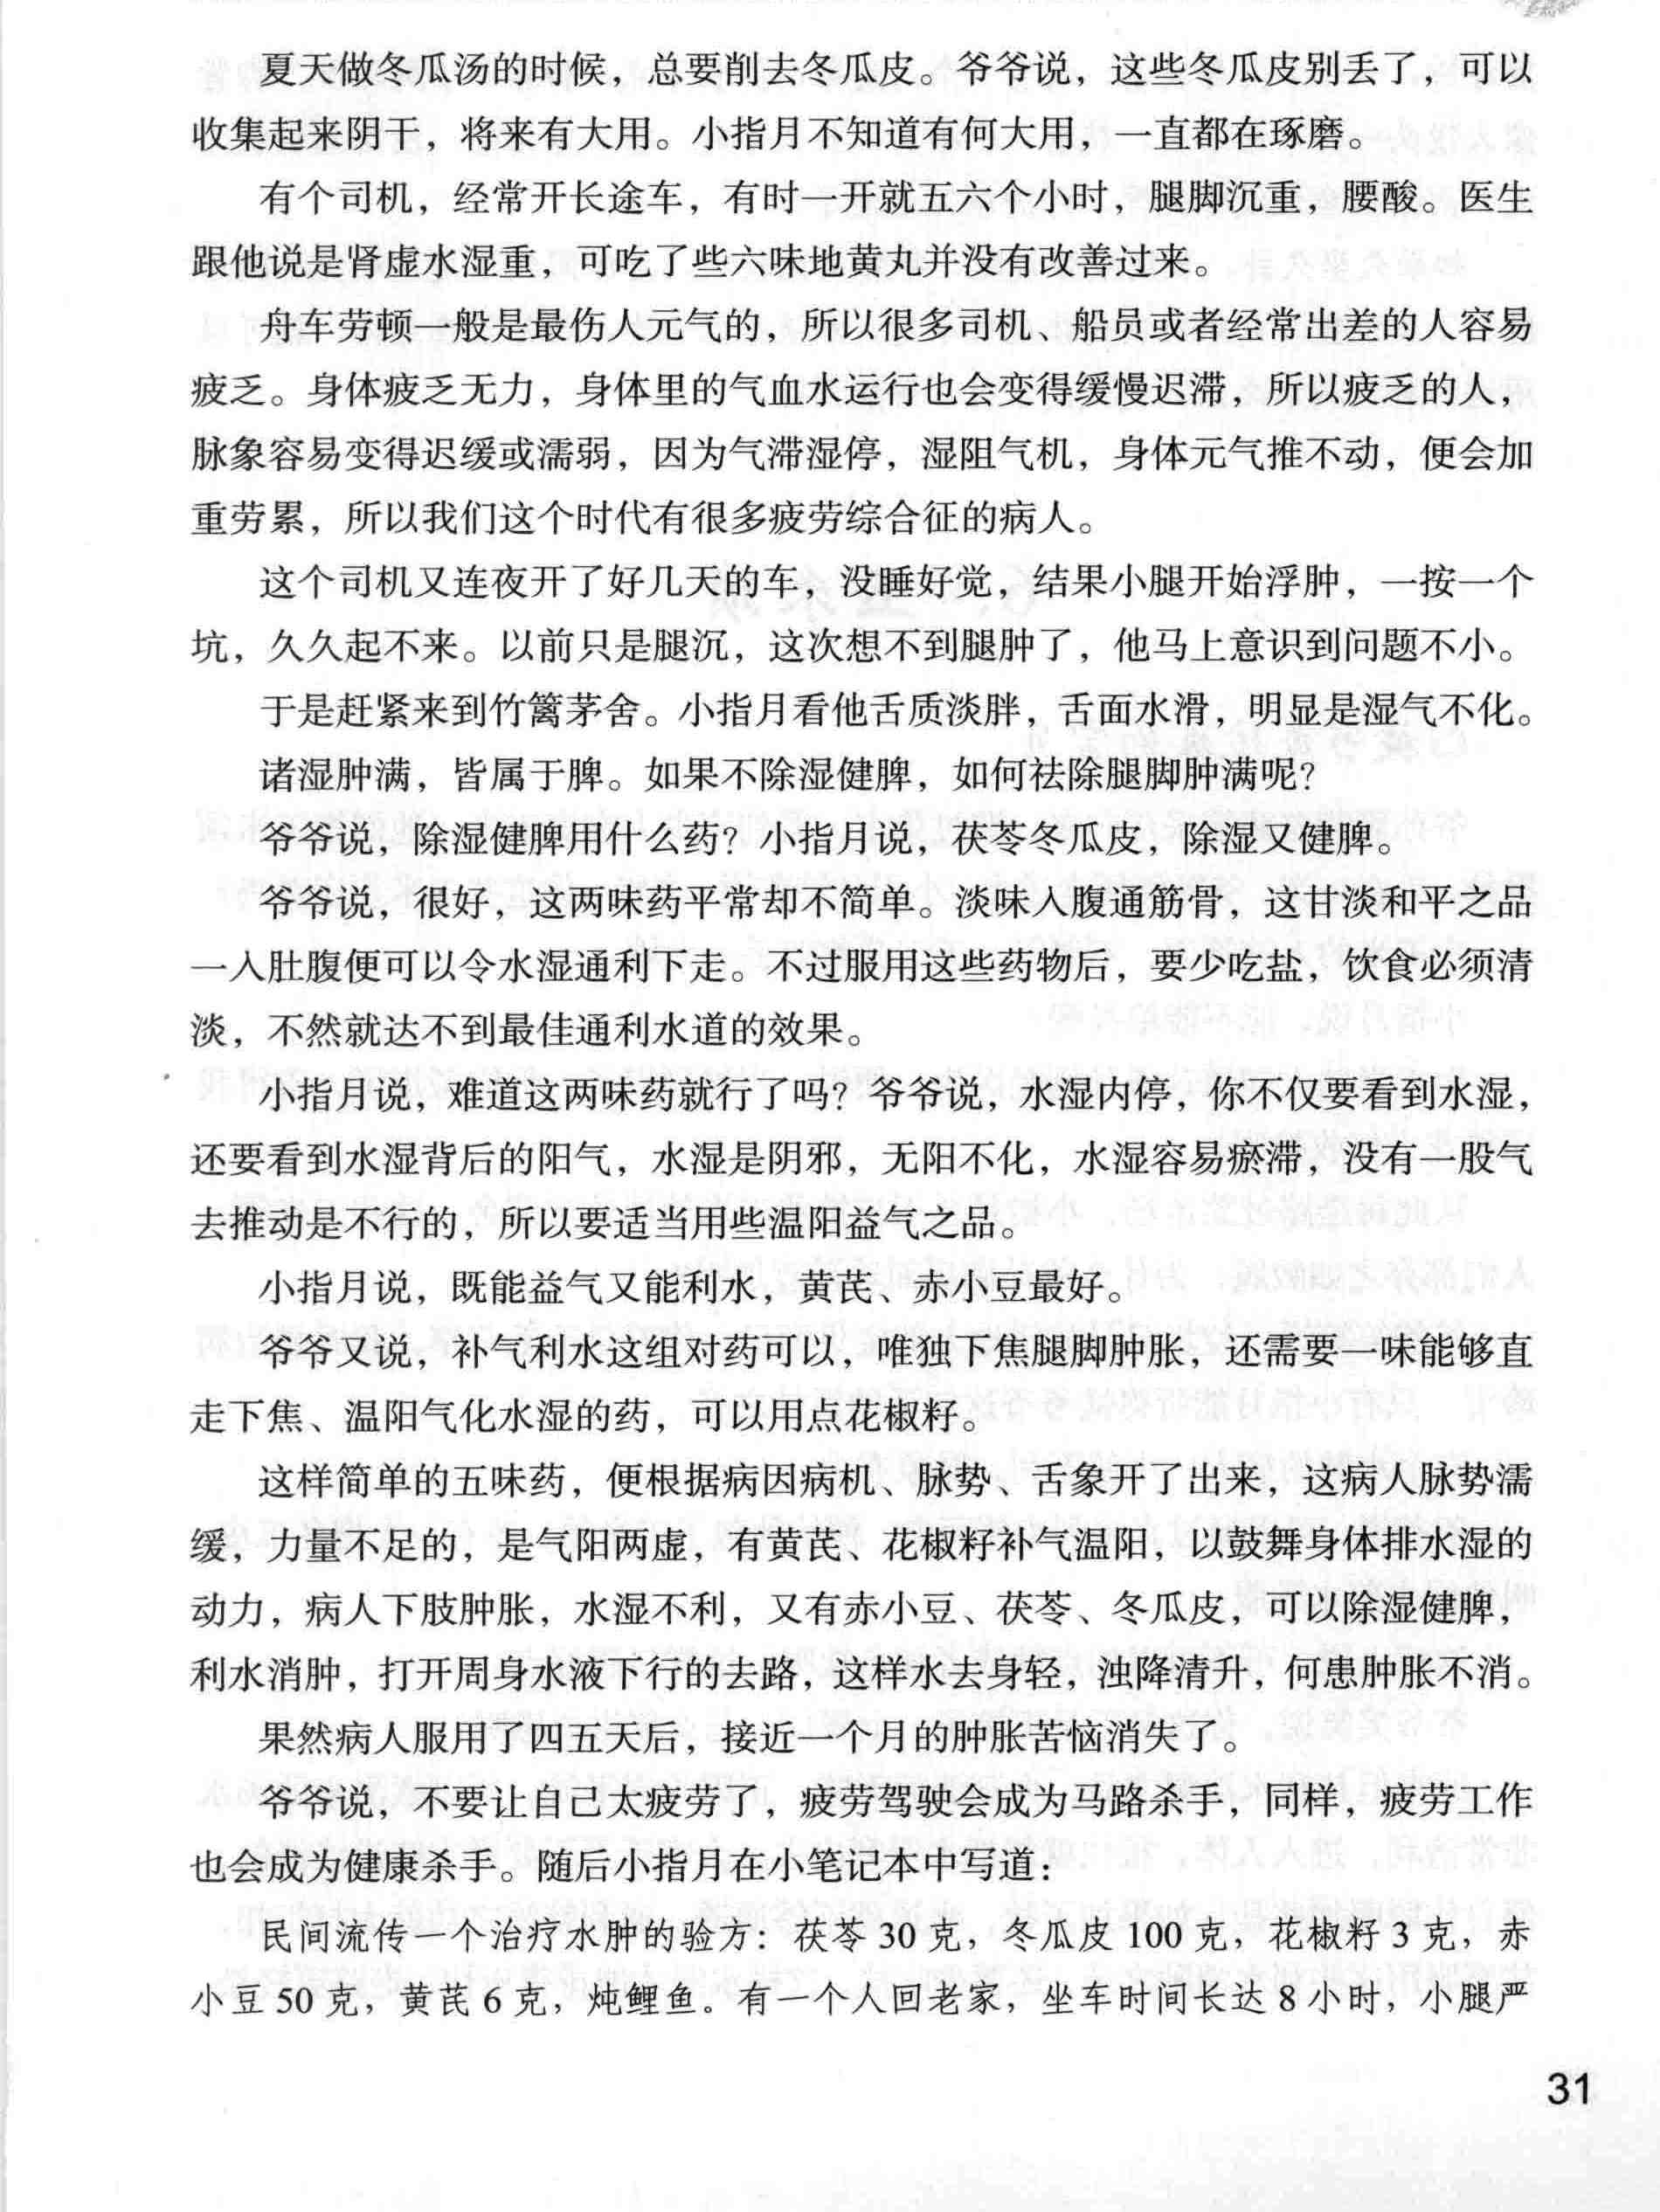 夏天做冬瓜汤的时候，总要削去冬瓜皮。爷爷说，这些冬瓜皮别丢了，可以
收集起来阴干，将来有大用。小指月不知道有何大用，一直都在琢磨。
有个司机，经常开长途车，有时一开就五六个小时，腿脚沉重，腰酸。医生
跟他说是肾虚水湿重，可吃了些六味地黄丸并没有改善过来。
舟车劳顿一般是最伤人元气的，所以很多司机、船员或者经常出差的人容易
疲乏。身体疲乏无力，身体里的气血水运行也会变得缓慢迟滞，所以疲乏的人，
脉象容易变得迟缓或濡弱，因为气滞湿停，湿阻气机，身体元气推不动，便会加
重劳累，所以我们这个时代有很多疲劳综合征的病人。
这个司机又连夜开了好几天的车，没睡好觉，结果小腿开始浮肿，一按一个
坑，久久起不来。以前只是腿沉，这次想不到腿肿了，他马上意识到问题不小。
于是赶紧来到竹篱茅舍。小指月看他舌质淡胖，舌面水滑，明显是湿气不化。
诸湿肿满，皆属于脾。如果不除湿健脾，如何祛除腿脚肿满呢？
爷爷说，除湿健脾用什么药？小指月说，茯苓冬瓜皮，除湿又健脾。
爷爷说，很好，这两味药平常却不简单。淡味入腹通筋骨，这甘淡和平之品
一入肚腹便可以令水湿通利下走。不过服用这些药物后，要少吃盐，饮食必须清
淡，不然就达不到最佳通利水道的效果。
小指月说，难道这两味药就行了吗？爷爷说，水湿内停，你不仅要看到水湿，
还要看到水湿背后的阳气，水湿是阴邪，无阳不化，水湿容易瘀滞，没有一股气
去推动是不行的，所以要适当用些温阳益气之品。
小指月说，既能益气又能利水，黄芪、赤小豆最好。
爷爷又说，补气利水这组对药可以，唯独下焦腿脚肿胀，还需要一味能够直
走下焦、温阳气化水湿的药，可以用点花椒籽。
这样简单的五味药，便根据病因病机、脉势、舌象开了出来，这病人脉势濡
缓，力量不足的，是气阳两虚，有黄芪、花椒籽补气温阳，以鼓舞身体排水湿的
动力，病人下肢肿胀，水湿不利，又有赤小豆、茯苓、冬瓜皮，可以除湿健脾，
利水消肿，打开周身水液下行的去路，这样水去身轻，浊降清升，何患肿胀不消。
果然病人服用了四五天后，接近一个月的肿胀苦恼消失了。
爷爷说，不要让自己太疲劳了，疲劳驾驶会成为马路杀手，同样，疲劳工作
也会成为健康杀手。随后小指月在小笔记本中写道：
民间流传一个治疗水肿的验方：茯苓 30 克，冬瓜皮 100 克，花椒籽 3 克，赤
小豆 50 克，黄芪 6 克，炖鲤鱼。有一个人回老家，坐车时间长达 8 小时，小腿严
31